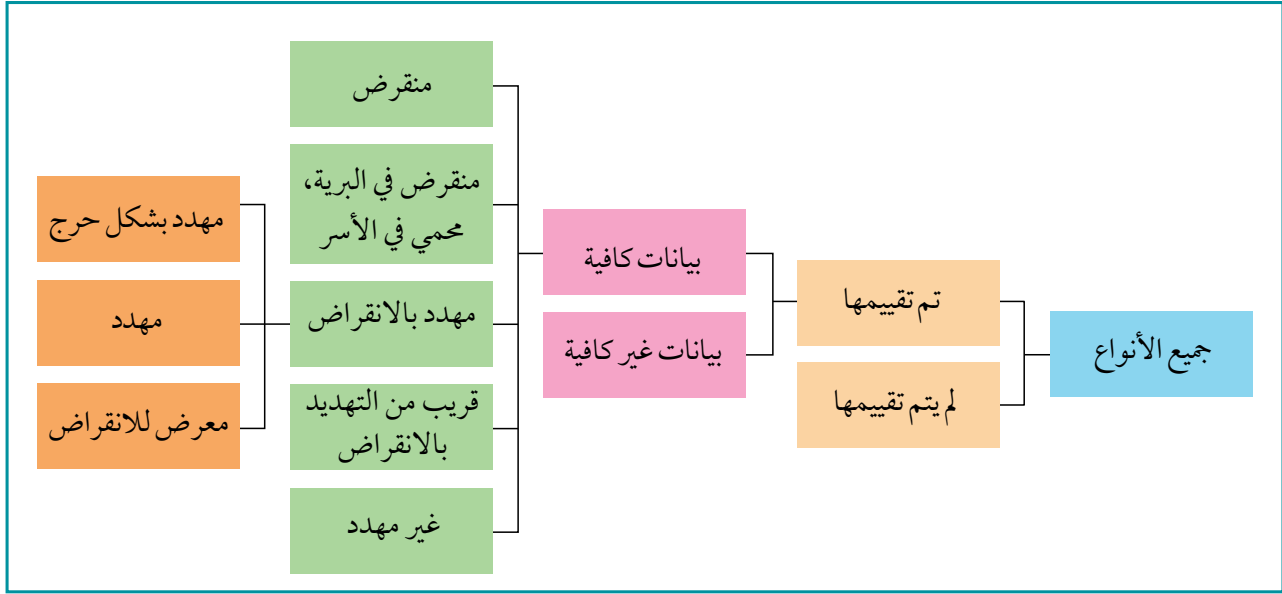 جميع الأنواع
تم تقييمها
لم يتم تقييمها
بيانات كافية
بيانات غير كافية
منقرض
منقرض في البرية،
محمي في الأسر
مهدد بالانقراض
قريب من التهديد
بالانقراض
غير مهدد
مهدد بشكل حرج
مهدد
معرض للانقراض